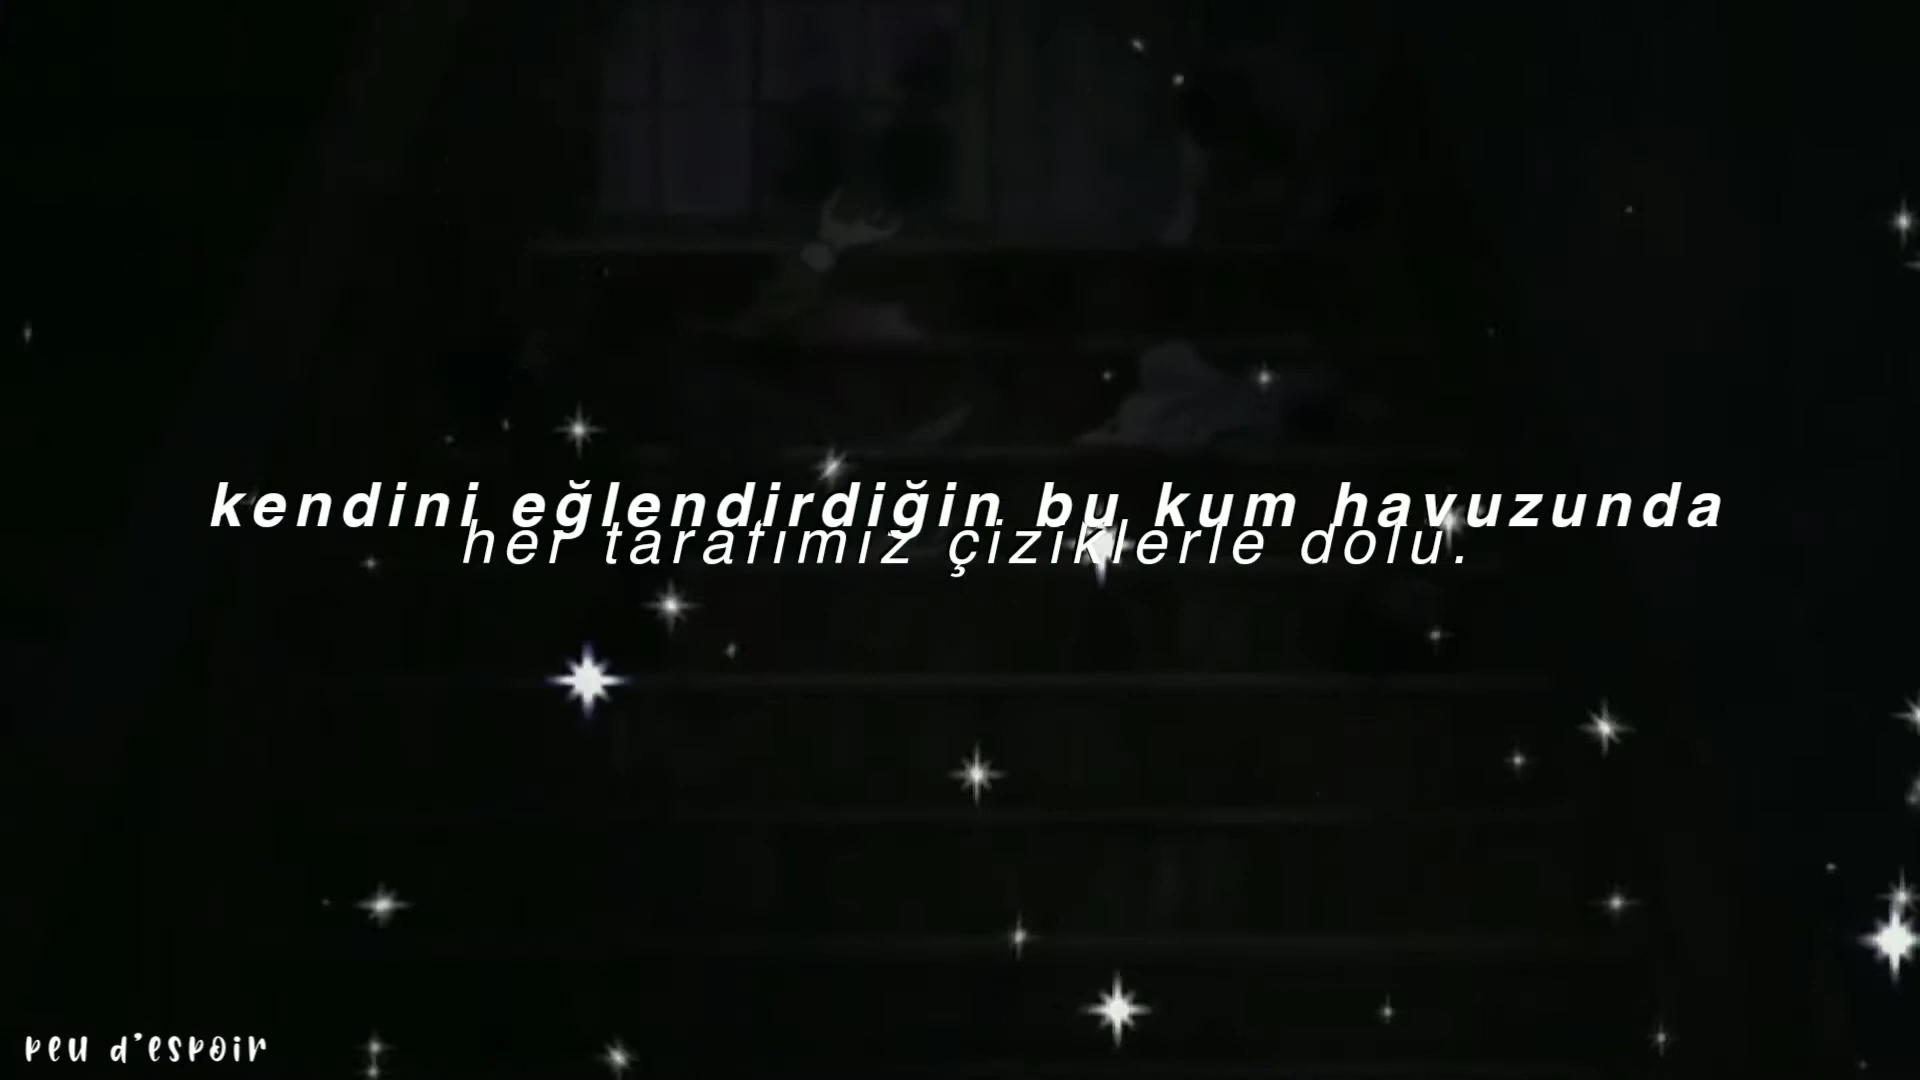 kendini eğlendirdiğin bu kum havuzunda
her tarafımız çiziklerle dolu.
peu d'espoir